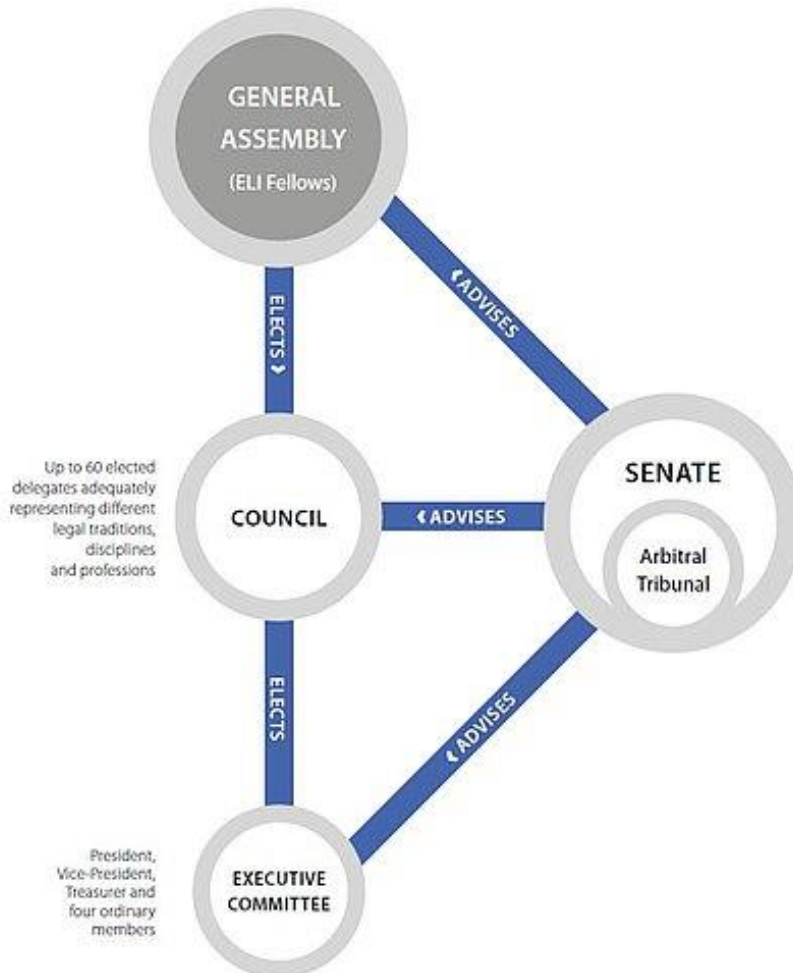 GENERAL
ASSEMBLY
(ELI Fellows)
ELECTS
ADVISES
Up to 60 elected
delegates adequately
representing different
legal traditions,
disciplines
and professions
COUNCIL
ADVISES
SENATE
Arbitral
Tribunal
ELECTS
ADVISES
President,
Vice-President,
Treasurer and
four ordinary
members
EXECUTIVE
COMMITTEE